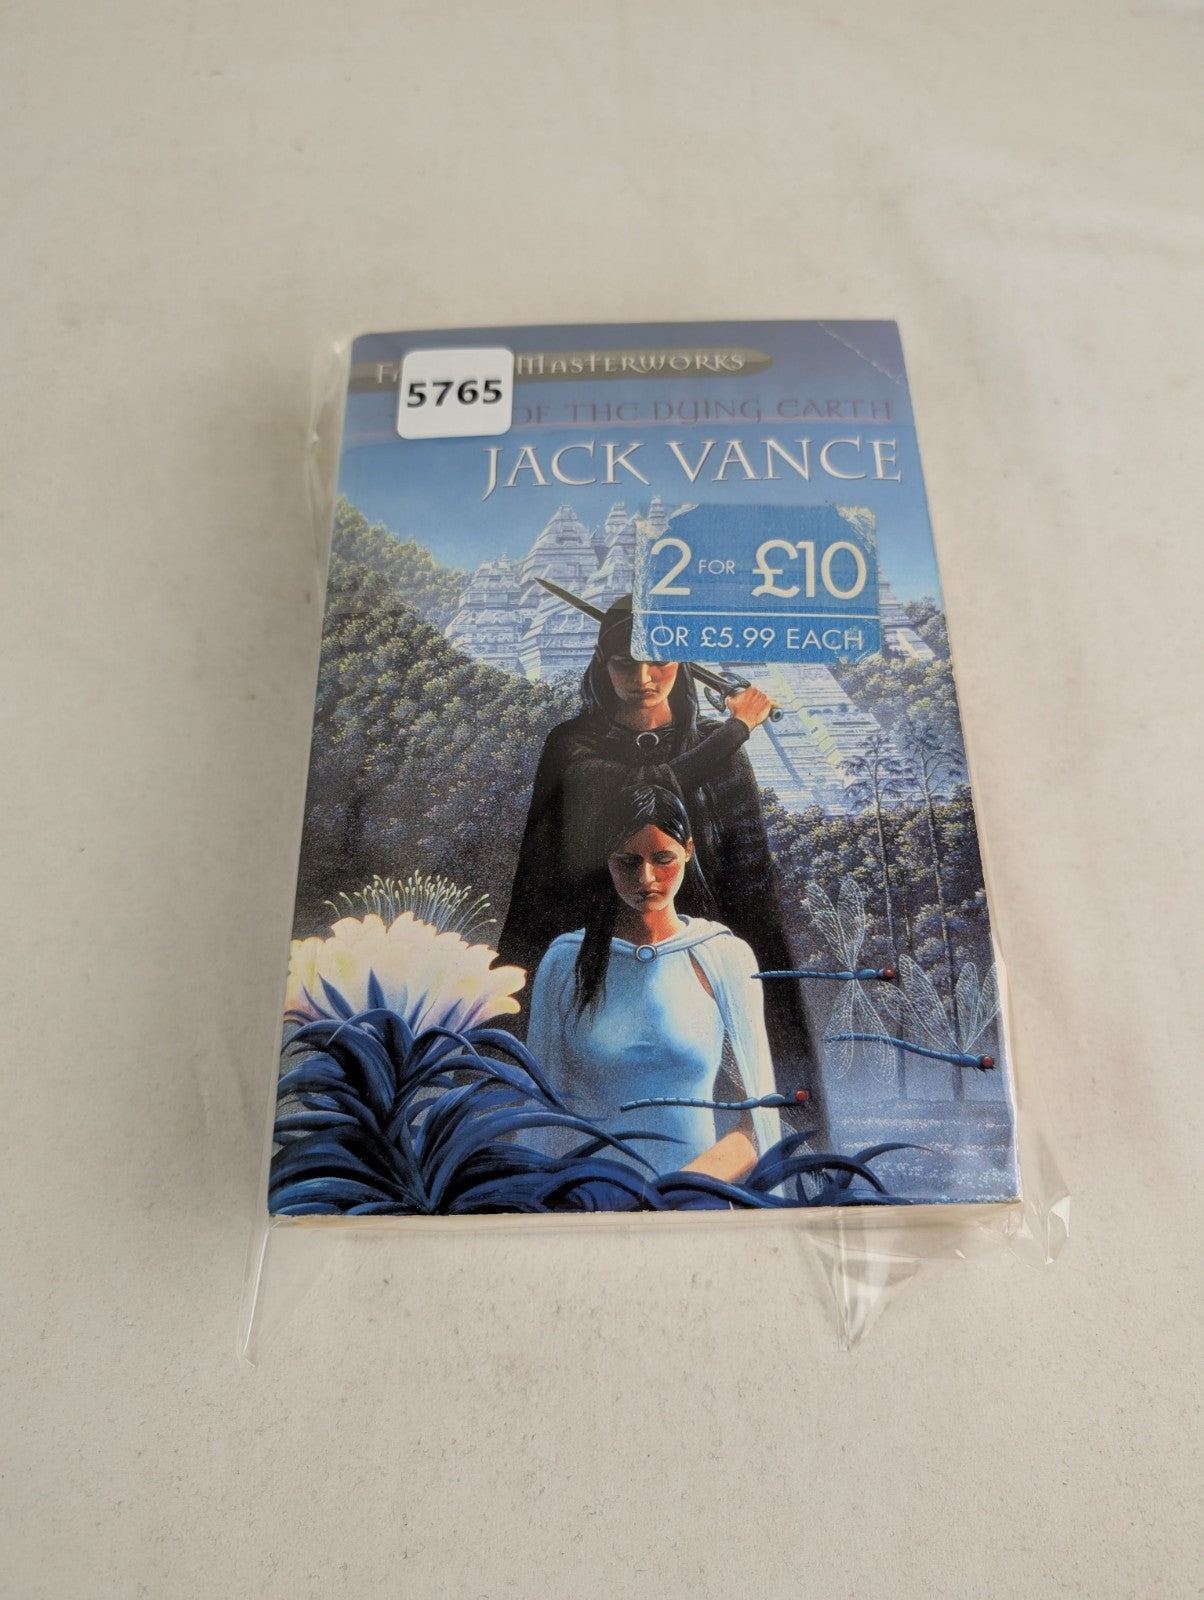 5765
MASTERWORKS
OF THE DYING EARTH
JACK VANCE
2 FOR £10
OR £5.99 EACH